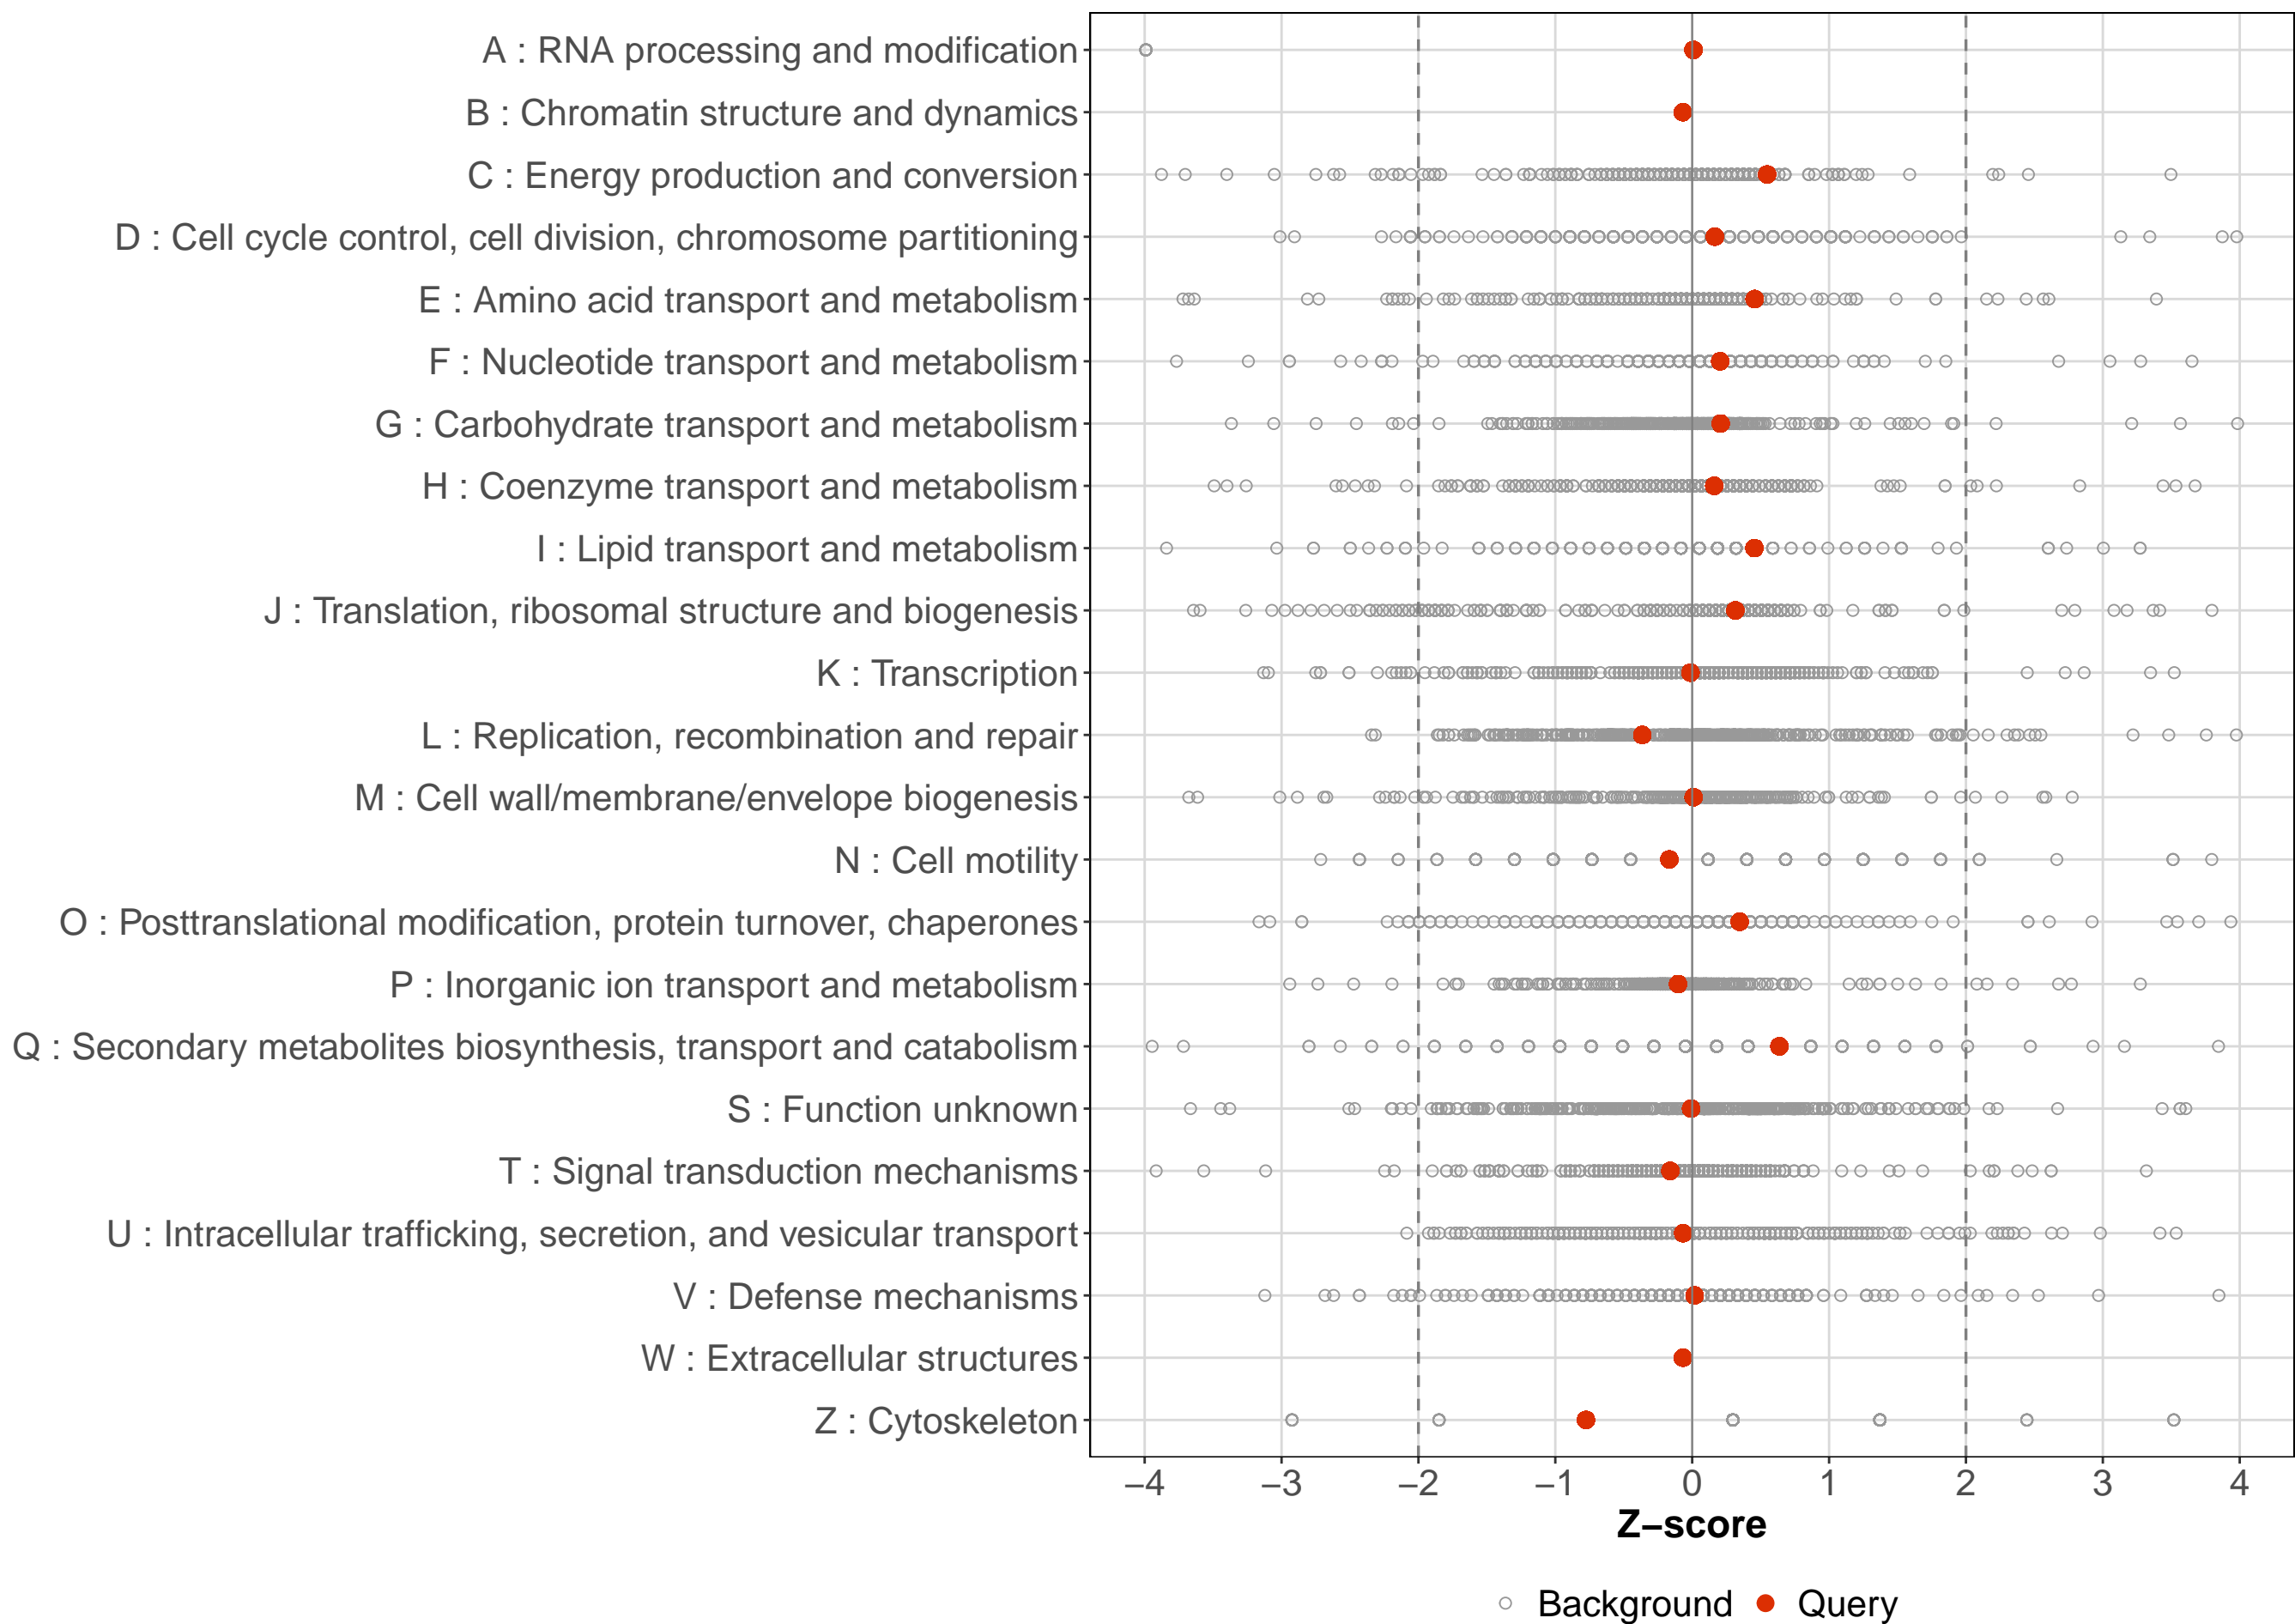 A : RNA processing and modification
B : Chromatin structure and dynamics
C : Energy production and conversion
D : Cell cycle control, cell division, chromosome partitioning
E : Amino acid transport and metabolism
F : Nucleotide transport and metabolism
G : Carbohydrate transport and metabolism
H : Coenzyme transport and metabolism
I : Lipid transport and metabolism
J : Translation, ribosomal structure and biogenesis
K : Transcription
L : Replication, recombination and repair
M : Cell wall/membrane/envelope biogenesis
N : Cell motility
O : Posttranslational modification, protein turnover, chaperones
P : Inorganic ion transport and metabolism
Q : Secondary metabolites biosynthesis, transport and catabolism
S : Function unknown
T : Signal transduction mechanisms
U : Intracellular trafficking, secretion, and vesicular transport
V : Defense mechanisms
W : Extracellular structures
Z : Cytoskeleton
−4 −3 −2 −1 0 1 2 3 4
Z−score
Background Query